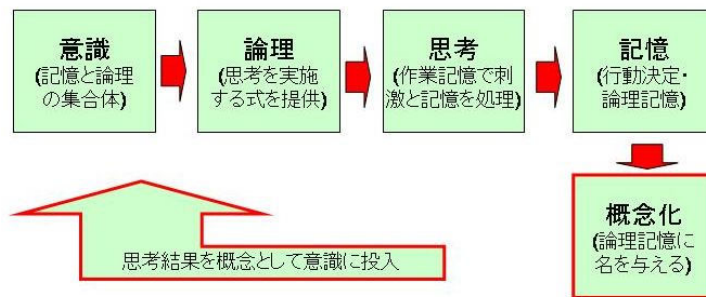 意識
(記憶と論理
の集合体)
論理
(思考を実施
する式を提供)
思考
(作業記憶で刺
激と記憶を処理)
記憶
(行動決定・
論理記憶)
概念化
(論理記憶に
名を与える)
思考結果を概念として意識に投入